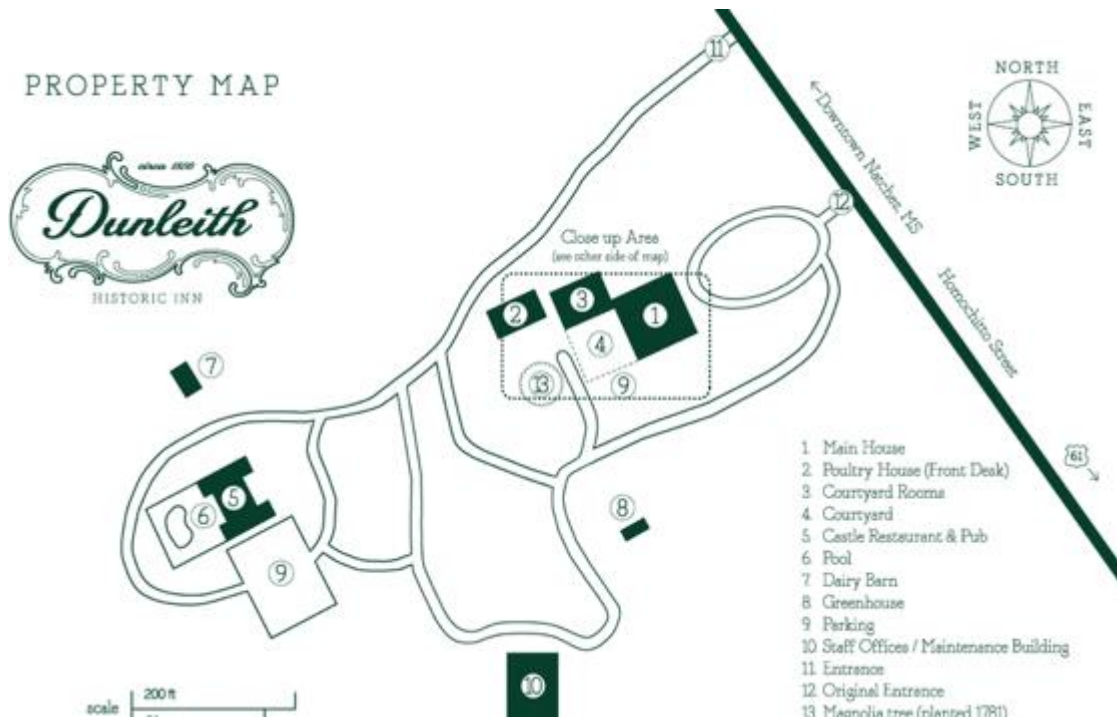 PROPERTY MAP
circa 1856
Dunleith
HISTORIC INN
NORTH
WEST
EAST
SOUTH
←Downtown Natchez, MS
Homochitto Street
61
Close up Area
(see other side of map)
11
12
3
2
1
4
13
9
7
5
6
8
9
10
1 Main House
2 Poultry House (Front Desk)
3 Courtyard Rooms
4 Courtyard
5 Castle Restaurant & Pub
6 Pool
7 Dairy Barn
8 Greenhouse
9 Parking
10 Staff Offices / Maintenance Building
11 Entrance
12 Original Entrance
13 Magnolia tree (planted 1781)
scale
200 ft